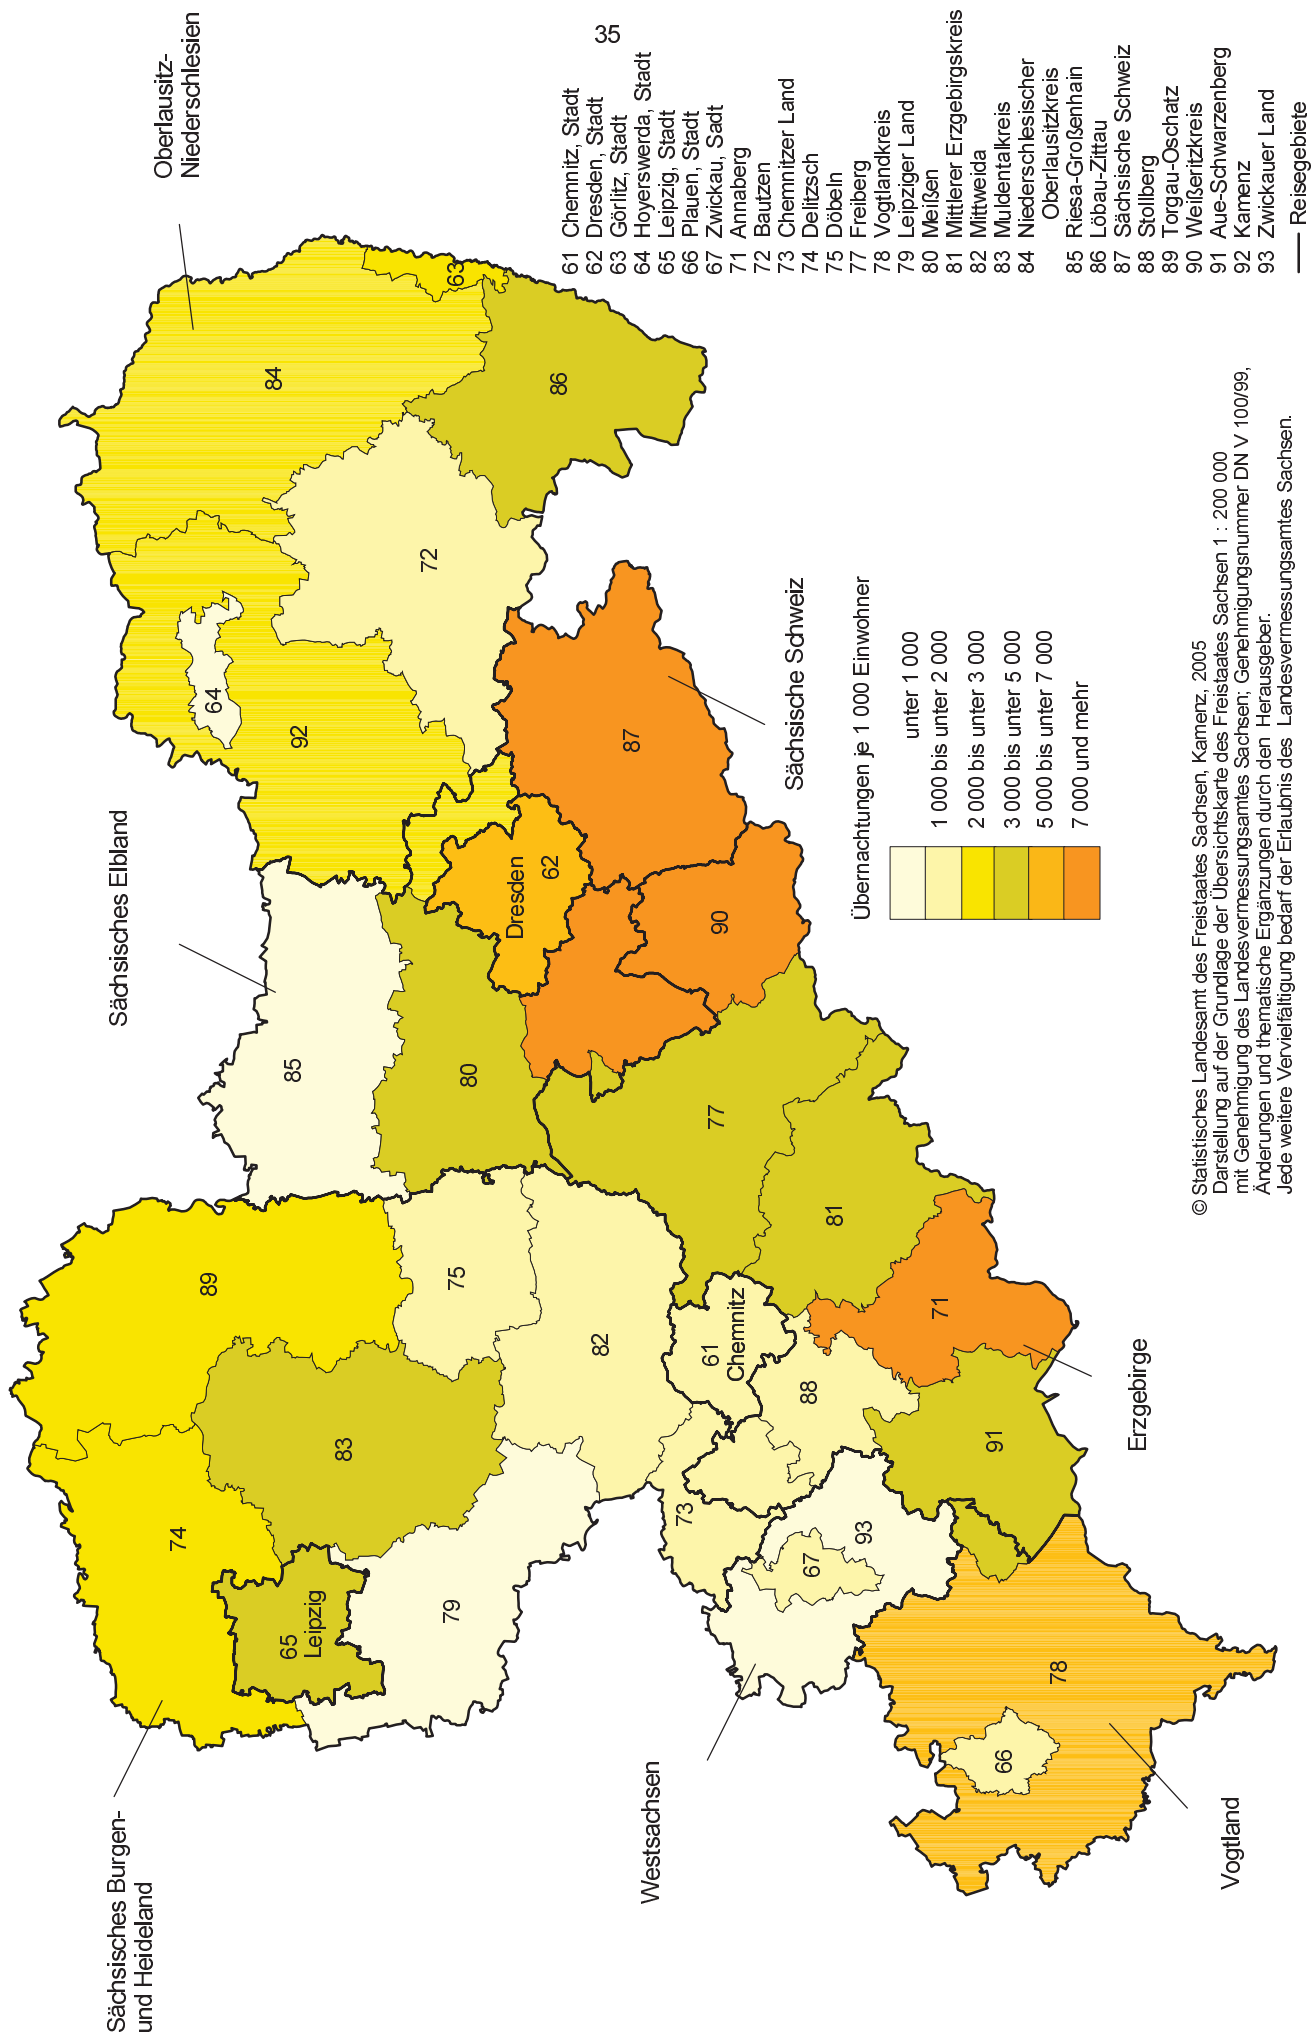 35
Sächsisches Burgen-
und Heideland
Sächsisches Elbland
Oberlausitz-
Niederschlesien
Westsachsen
Vogtland
Erzgebirge
Sächsische Schweiz
74
89
65
Leipzig
83
79
75
82
85
80
92
64
84
63
72
86
Dresden
62
87
90
77
81
61
Chemnitz
88
73
67
93
71
91
78
66
Übernachtungen je 1 000 Einwohner
unter 1 000
1 000 bis unter 2 000
2 000 bis unter 3 000
3 000 bis unter 5 000
5 000 bis unter 7 000
7 000 und mehr
61 Chemnitz, Stadt
62 Dresden, Stadt
63 Görlitz, Stadt
64 Hoyerswerda, Stadt
65 Leipzig, Stadt
66 Plauen, Stadt
67 Zwickau, Sadt
71 Annaberg
72 Bautzen
73 Chemnitzer Land
74 Delitzsch
75 Döbeln
77 Freiberg
78 Vogtlandkreis
79 Leipziger Land
80 Meißen
81 Mittlerer Erzgebirgskreis
82 Mittweida
83 Muldentalkreis
84 Niederschlesischer
Oberlausitzkreis
85 Riesa-Großenhain
86 Löbau-Zittau
87 Sächsische Schweiz
88 Stollberg
89 Torgau-Oschatz
90 Weißeritzkreis
91 Aue-Schwarzenberg
92 Kamenz
93 Zwickauer Land
Reisegebiete
© Statistisches Landesamt des Freistaates Sachsen, Kamenz, 2005
Darstellung auf der Grundlage der Übersichtskarte des Freistaates Sachsen 1 : 200 000
mit Genehmigung des Landesvermessungsamtes Sachsen; Genehmigungsnummer DN V 100/99,
Änderungen und thematische Ergänzungen durch den Herausgeber.
Jede weitere Vervielfältigung bedarf der Erlaubnis des Landesvermessungsamtes Sachsen.